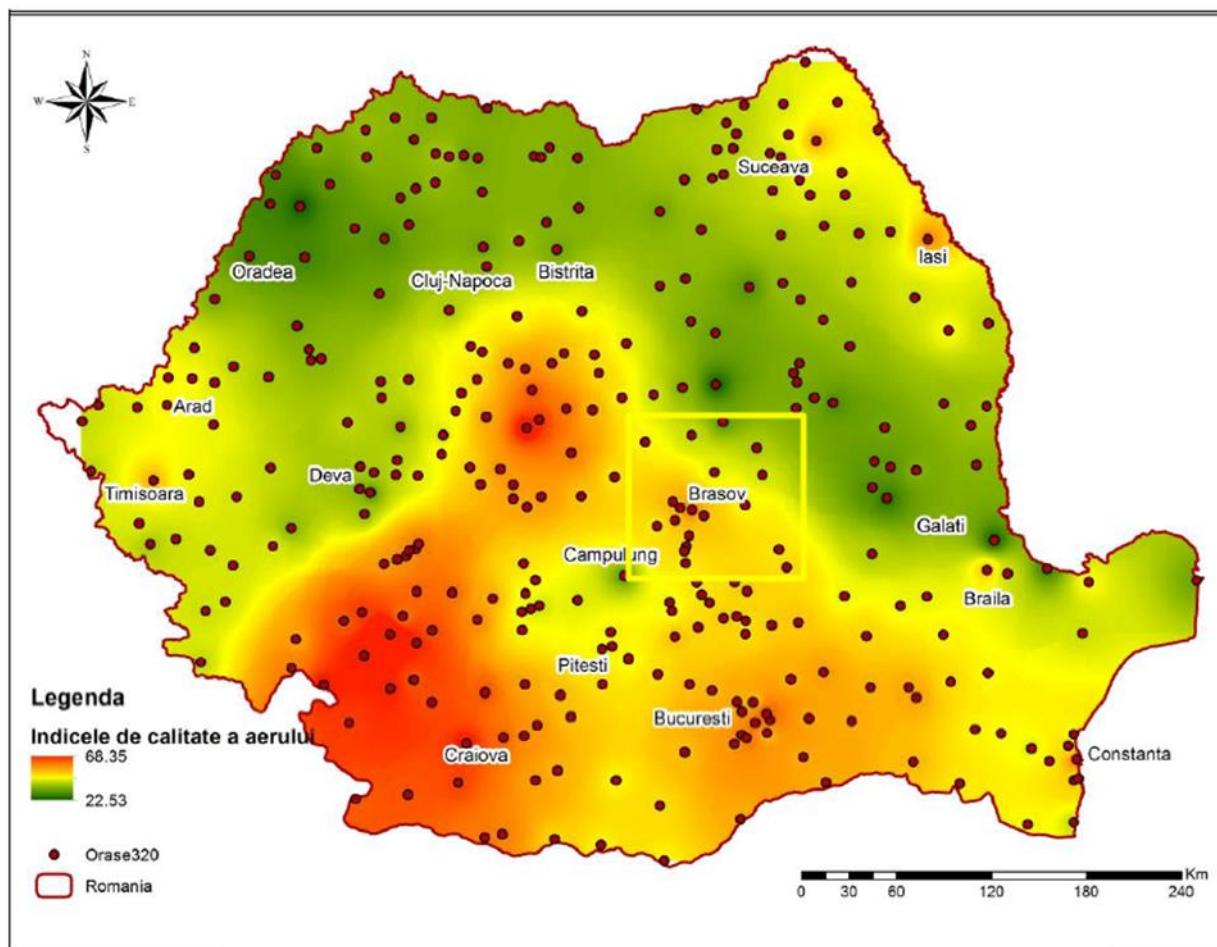 N
W E
S
Suceava
Iasi
Oradea
Cluj-Napoca
Bistrita
Arad
Timisoara
Deva
Brasov
Galati
Campulung
Braila
Pitesti
Bucuresti
Craiova
Constanta
Legenda
Indicele de calitate a aerului
68.35
22.53
Orase320
Romania
Km
0 15 30 60 120 180 240